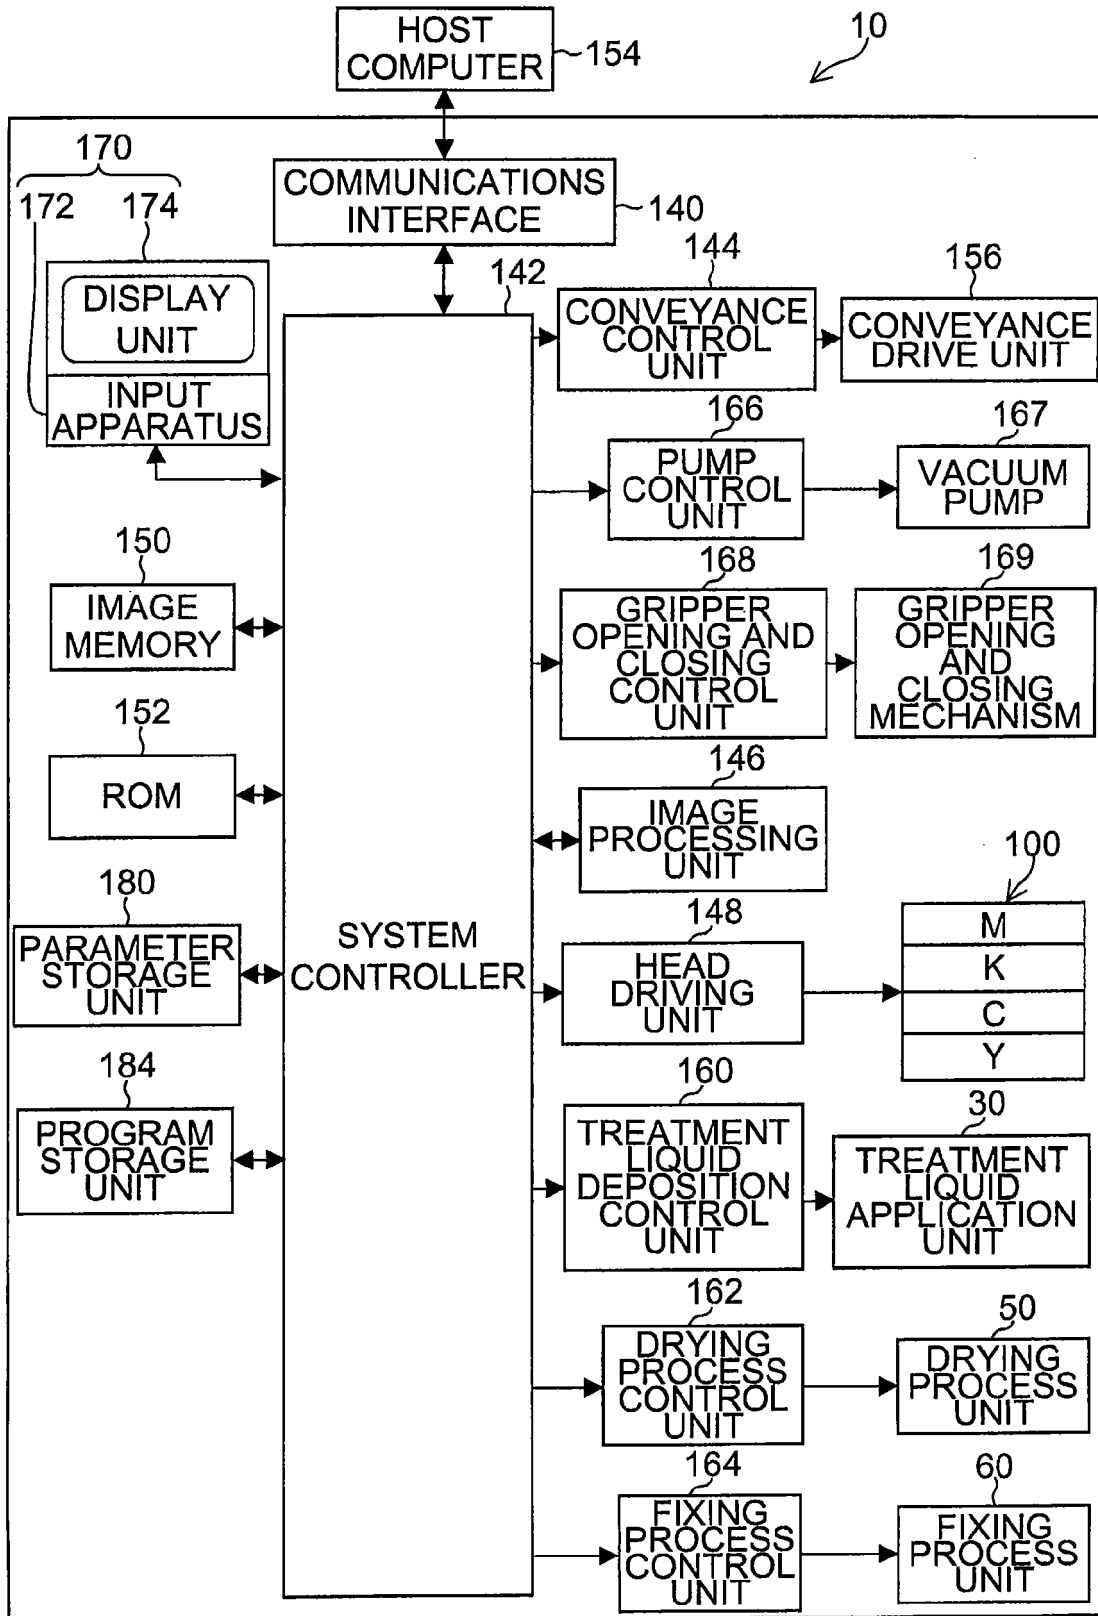 HOST
COMPUTER
154
10
170
172
174
COMMUNICATIONS
INTERFACE
140
DISPLAY
UNIT
INPUT
APPARATUS
142
144
CONVEYANCE
CONTROL
UNIT
156
CONVEYANCE
DRIVE UNIT
166
PUMP
CONTROL
UNIT
167
VACUUM
PUMP
150
IMAGE
MEMORY
168
GRIPPER
OPENING AND
CLOSING
CONTROL
UNIT
169
GRIPPER
OPENING
AND
CLOSING
MECHANISM
152
ROM
146
IMAGE
PROCESSING
UNIT
180
PARAMETER
STORAGE
UNIT
SYSTEM
CONTROLLER
148
HEAD
DRIVING
UNIT
100
M
K
C
Y
184
PROGRAM
STORAGE
UNIT
160
TREATMENT
LIQUID
DEPOSITION
CONTROL
UNIT
30
TREATMENT
LIQUID
APPLICATION
UNIT
162
DRYING
PROCESS
CONTROL
UNIT
50
DRYING
PROCESS
UNIT
164
FIXING
PROCESS
CONTROL
UNIT
60
FIXING
PROCESS
UNIT